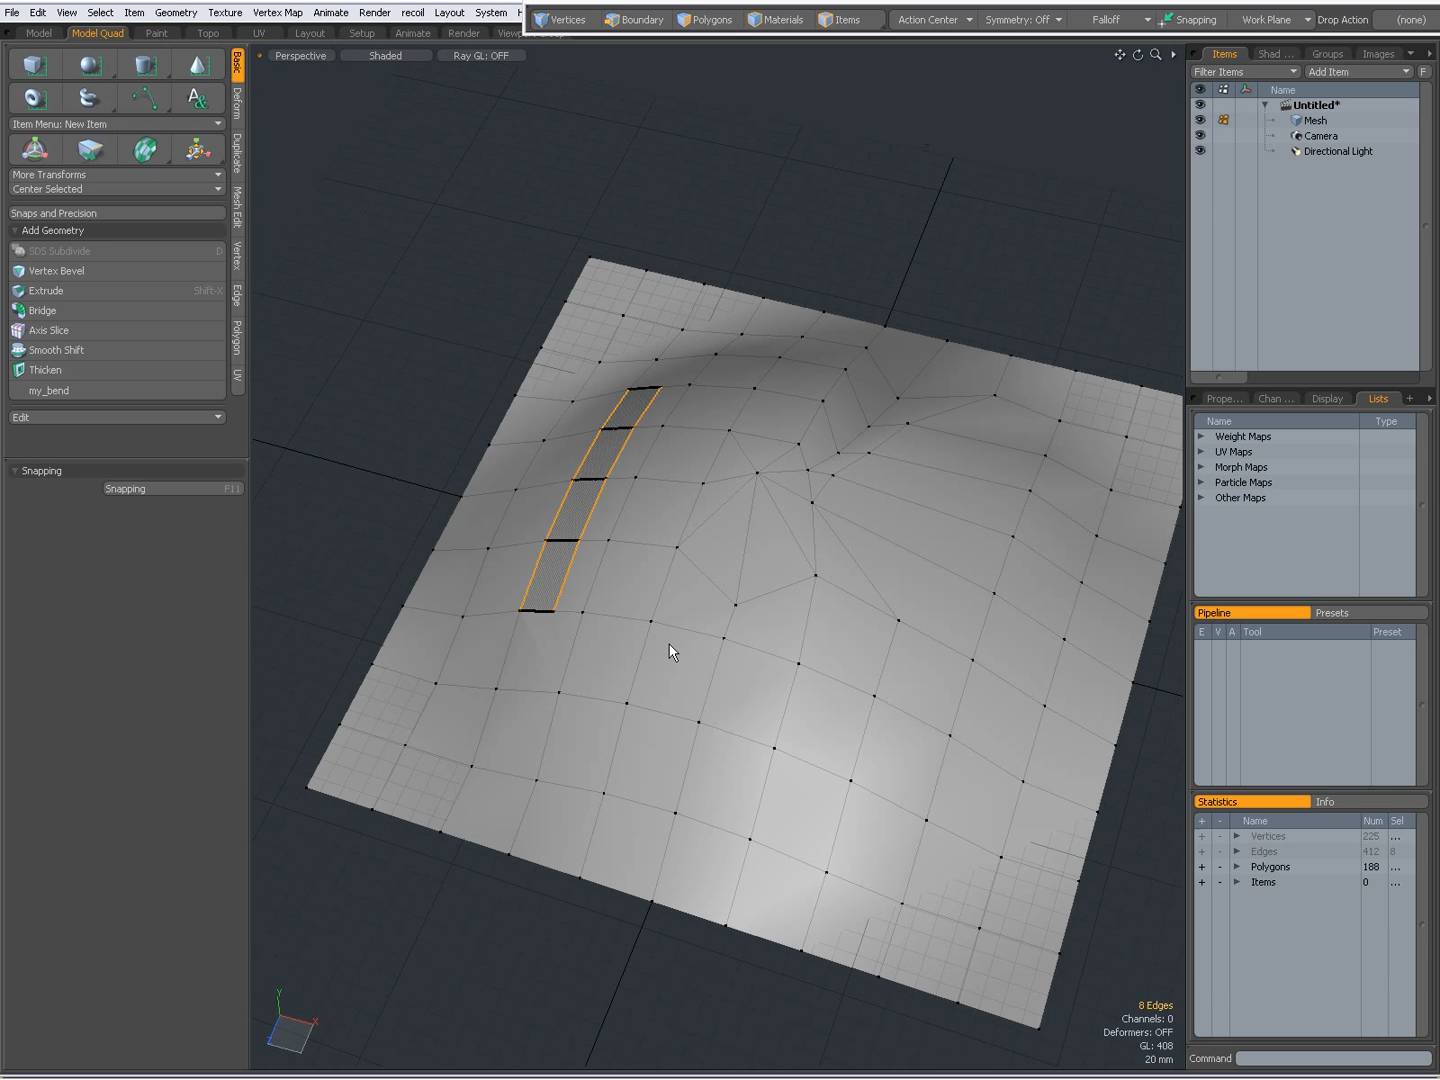 File Edit View Select Item Geometry Texture Vertex Map Animate Render recoil Layout System
Vertices Boundary Polygons Materials Items Action Center Symmetry: Off Falloff Snapping Work Plane Drop Action (none)
Model Model Quad Paint Topo UV Layout Setup Animate Render
Perspective Shaded Ray GL: OFF
Basic
Deform
Duplicate
Mesh Edit
Vertex
Edge
Polygon
UV
Item Menu: New Item
More Transforms
Center Selected
Snaps and Precision
Add Geometry
SDS Subdivide D
Vertex Bevel
Extrude Shift-X
Bridge
Axis Slice
Smooth Shift
Thicken
my_bend
Edit
Snapping
Snapping F11
Y
X
8 Edges
Channels: 0
Deformers: OFF
GL: 408
20 mm
Items Shad ... Groups Images
Filter Items Add Item F
Name
Untitled*
Mesh
Camera
Directional Light
Prope... Chan ... Display Lists +
Name Type
Weight Maps
UV Maps
Morph Maps
Particle Maps
Other Maps
Pipeline Presets
E V A Tool Preset
Statistics Info
+ - Name Num Sel
+ - Vertices 225 ...
+ - Edges 412 8
+ - Polygons 188 ...
+ - Items 0 ...
Command